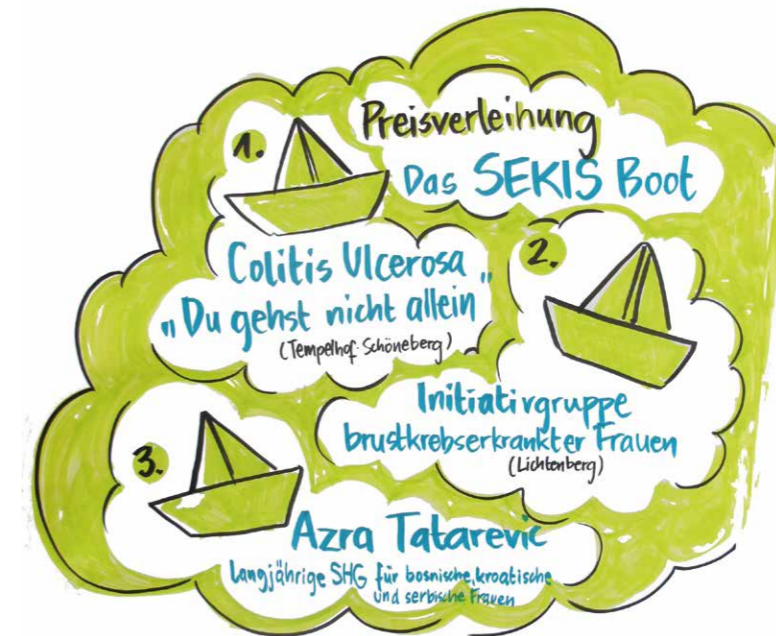 Preisverleihung
Das SEKIS Boot
1.
Colitis Ulcerosa "
„Du gehst nicht allein
(Tempelhof-Schöneberg)
2.
Initiativgruppe
brustkrebserkrankter Frauen
(Lichtenberg)
3.
Azra Tatarevic
langjährige SHG für bosnische, kroatische
und serbische Frauen